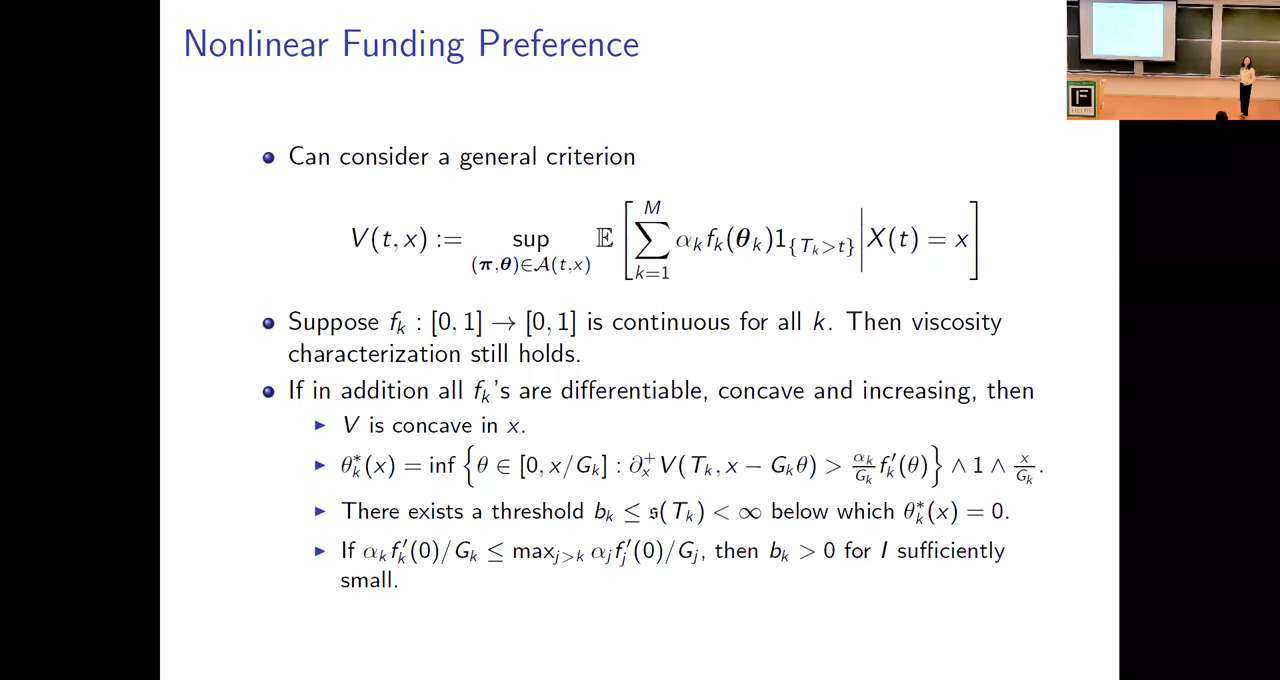 Nonlinear Funding Preference
Can consider a general criterion
V(t, x) := sup_{(π,θ)∈𝒜(t,x)} 𝔼[∑_{k=1}^{M} α_k f_k(θ_k) 1_{{T_k>t}} | X(t) = x]
Suppose f_k : [0, 1] → [0, 1] is continuous for all k. Then viscosity
characterization still holds.
If in addition all f_k's are differentiable, concave and increasing, then
V is concave in x.
θ*_k(x) = inf {θ ∈ [0, x/G_k] : ∂_x^+ V(T_k, x − G_kθ) > α_k/G_k f'_k(θ)} ∧ 1 ∧ x/G_k.
There exists a threshold b_k ≤ 𝔰(T_k) < ∞ below which θ*_k(x) = 0.
If α_k f'_k(0)/G_k ≤ max_{j>k} α_j f'_j(0)/G_j, then b_k > 0 for I sufficiently
small.
F